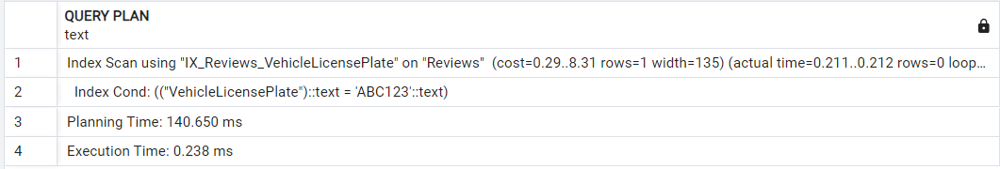 QUERY PLAN
text
1 Index Scan using "IX_Reviews_VehicleLicensePlate" on "Reviews" (cost=0.29..8.31 rows=1 width=135) (actual time=0.211..0.212 rows=0 loop...
2 Index Cond: (("VehicleLicensePlate")::text = 'ABC123'::text)
3 Planning Time: 140.650 ms
4 Execution Time: 0.238 ms